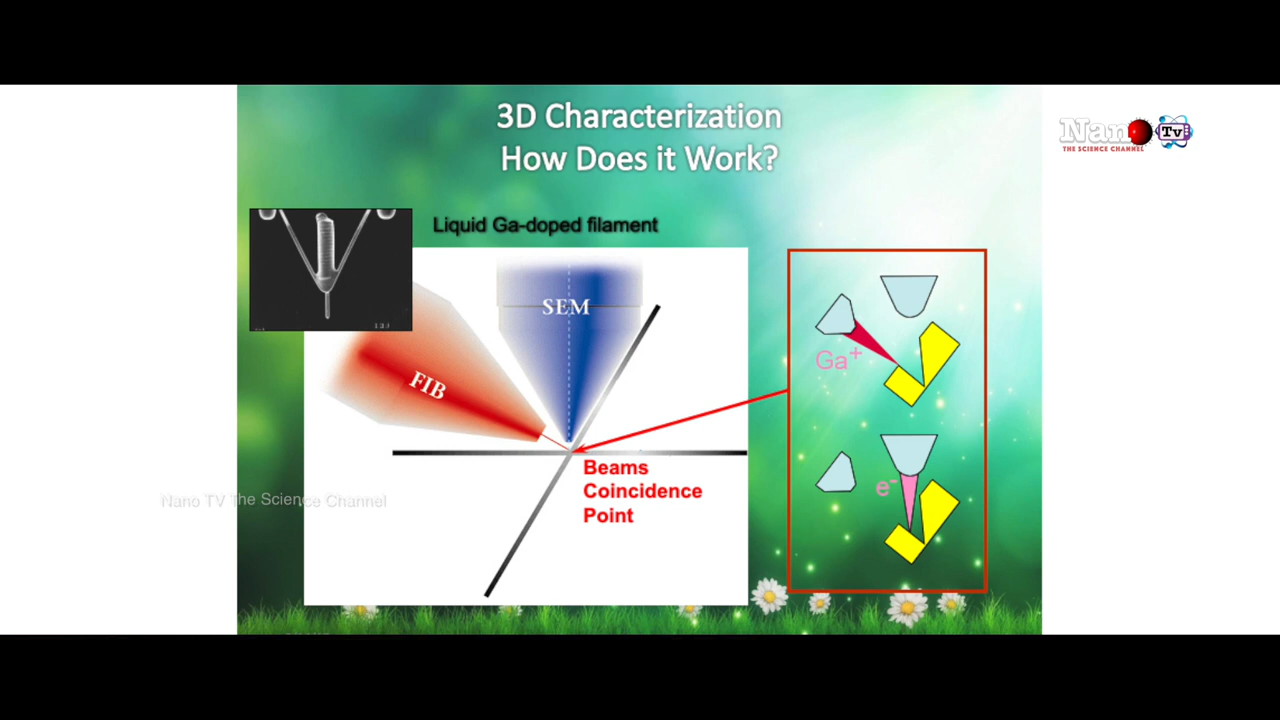 3D Characterization
How Does it Work?
Nano Tv
THE SCIENCE CHANNEL
Liquid Ga-doped filament
SEM
FIB
Ga+
e-
Beams
Coincidence
Point
Nano TV The Science Channel